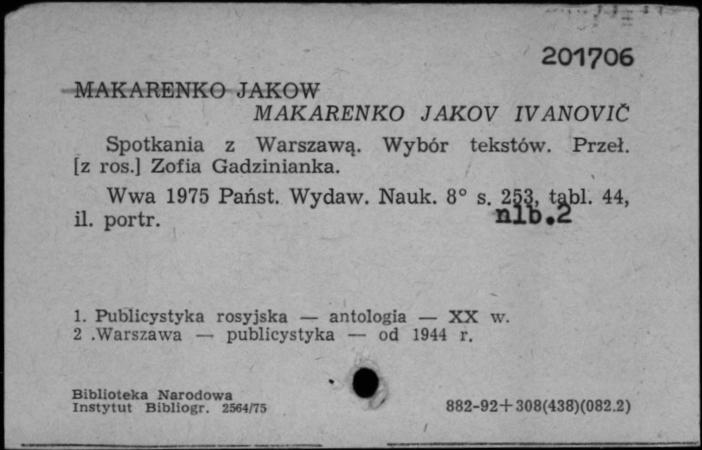 201706
MAKARENKO JAKOW
MAKARENKO JAKOV IVANOVIČ
Spotkania z Warszawą. Wybór tekstów. Przeł.
[z ros.] Zofia Gadzinianka.
Wwa 1975 Państ. Wydaw. Nauk. 8° s. 253, tabl. 44,
nlb.2
il. portr.
1. Publicystyka rosyjska — antologia — XX w.
2 .Warszawa — publicystyka — od 1944 r.
Biblioteka Narodowa
Instytut Bibliogr. 2564/75
882-92+308(438)(082.2)